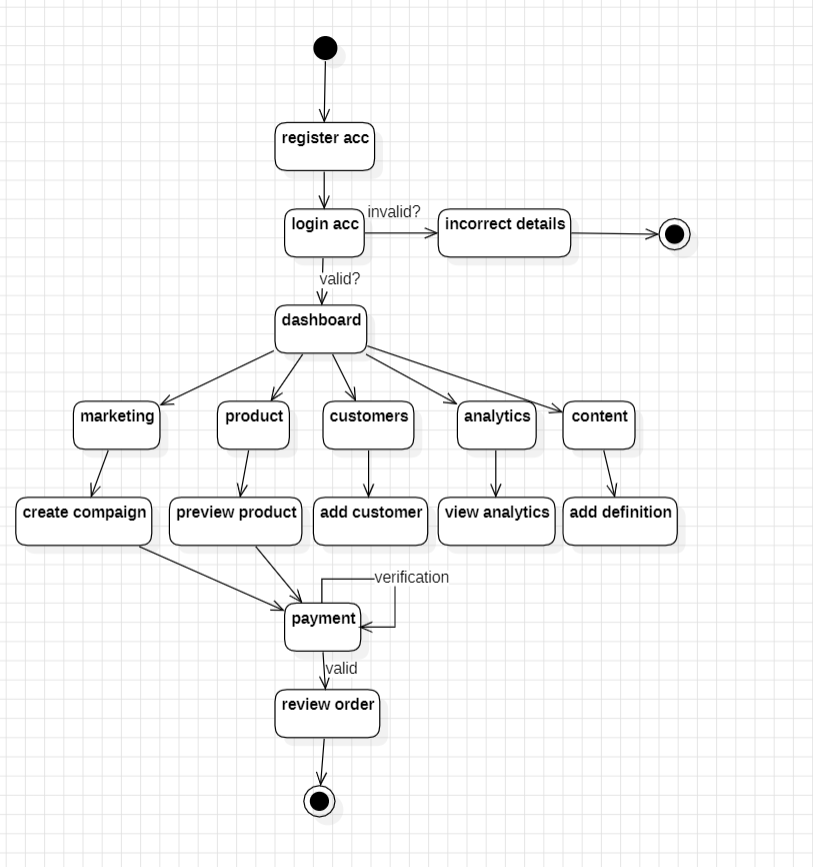 register acc
login acc
invalid?
incorrect details
valid?
dashboard
marketing
product
customers
analytics
content
create compaign
preview product
add customer
view analytics
add definition
verification
payment
valid
review order